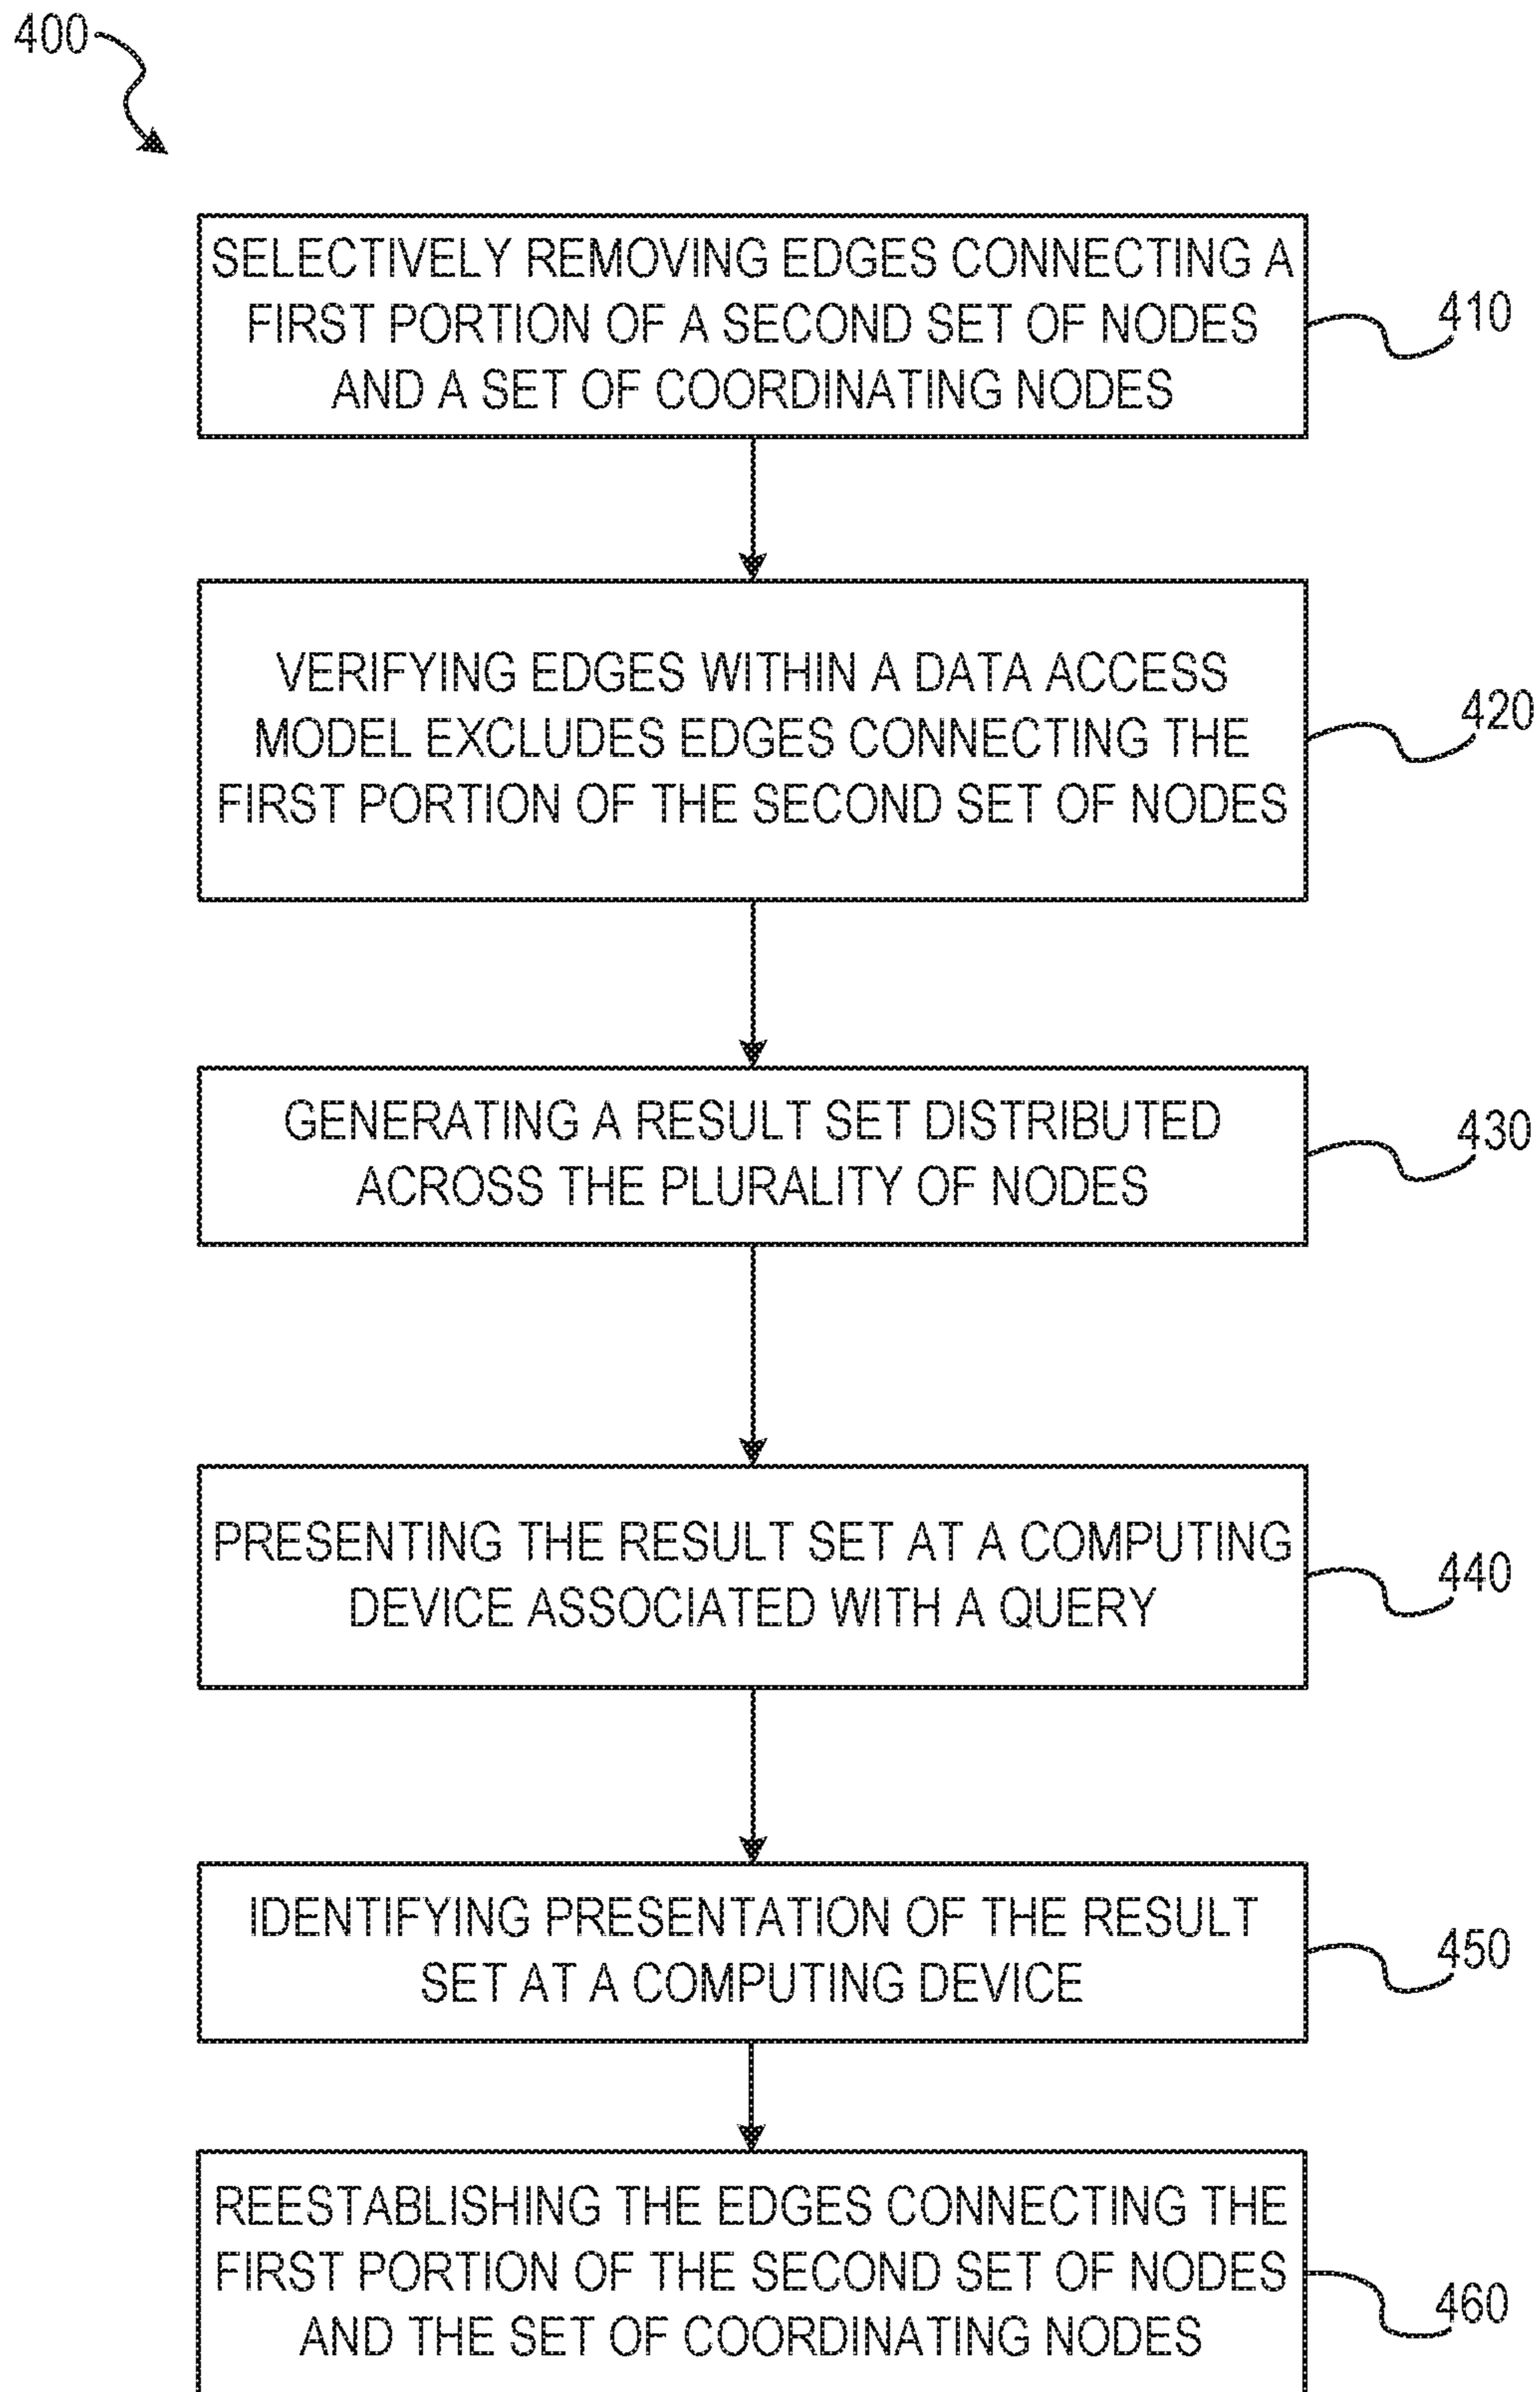 400
SELECTIVELY REMOVING EDGES CONNECTING A
FIRST PORTION OF A SECOND SET OF NODES
AND A SET OF COORDINATING NODES
410
VERIFYING EDGES WITHIN A DATA ACCESS
MODEL EXCLUDES EDGES CONNECTING THE
FIRST PORTION OF THE SECOND SET OF NODES
420
GENERATING A RESULT SET DISTRIBUTED
ACROSS THE PLURALITY OF NODES
430
PRESENTING THE RESULT SET AT A COMPUTING
DEVICE ASSOCIATED WITH A QUERY
440
IDENTIFYING PRESENTATION OF THE RESULT
SET AT A COMPUTING DEVICE
450
REESTABLISHING THE EDGES CONNECTING THE
FIRST PORTION OF THE SECOND SET OF NODES
AND THE SET OF COORDINATING NODES
460